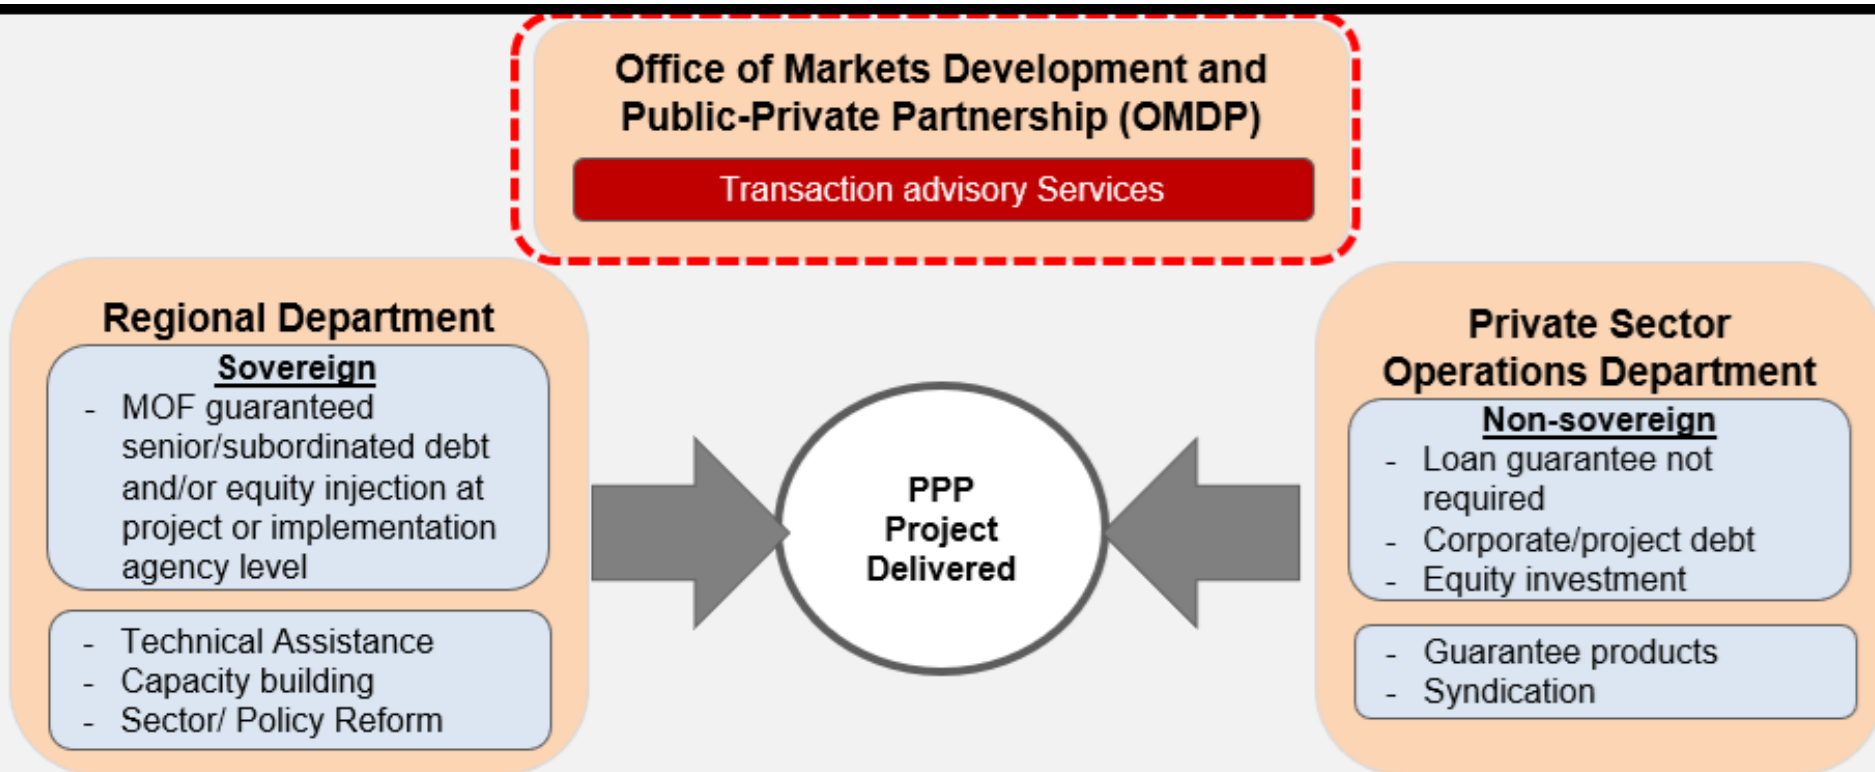 Office of Markets Development and
Public-Private Partnership (OMDP)
Transaction advisory Services
Regional Department
Sovereign
- MOF guaranteed
senior/subordinated debt
and/or equity injection at
project or implementation
agency level
- Technical Assistance
- Capacity building
- Sector/ Policy Reform
PPP
Project
Delivered
Private Sector
Operations Department
Non-sovereign
- Loan guarantee not
required
- Corporate/project debt
- Equity investment
- Guarantee products
- Syndication